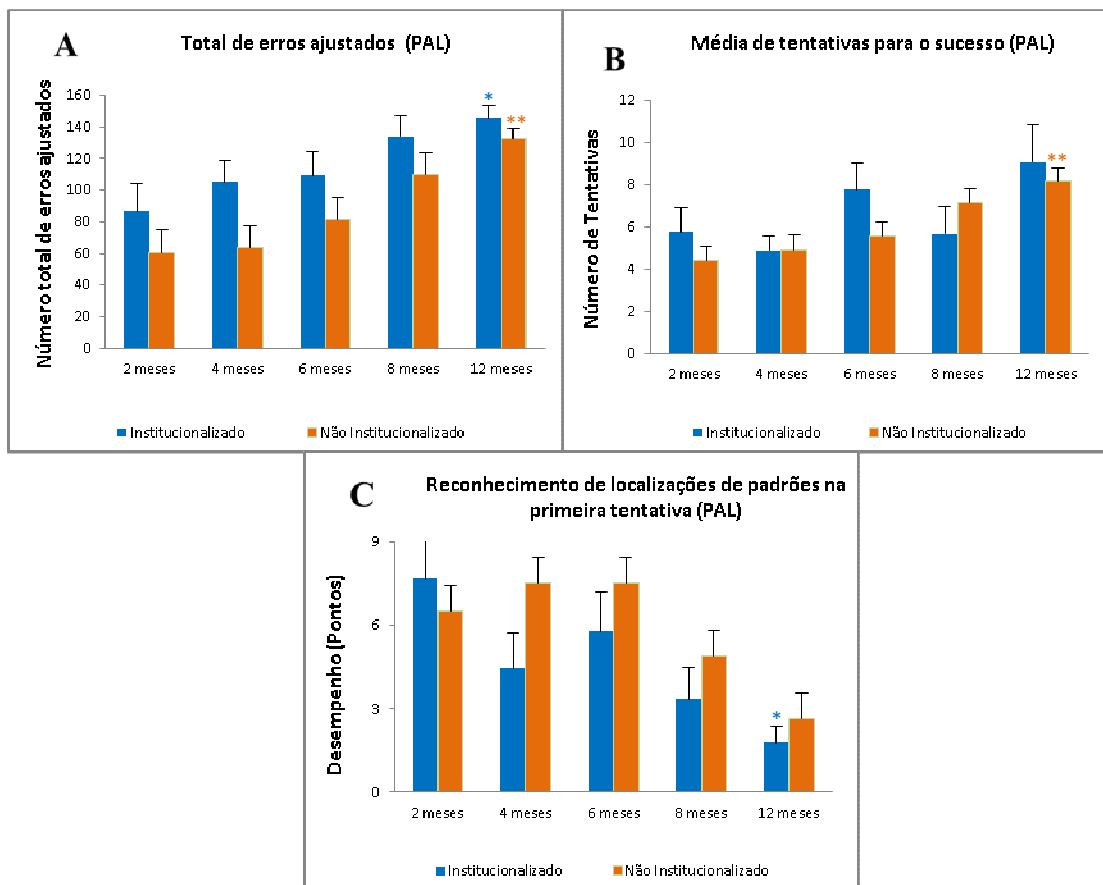 A
Total de erros ajustados (PAL)
Número total de erros ajustados
160
140
120
100
80
60
40
20
0
*
**
2 meses
4 meses
6 meses
8 meses
12 meses
Institucionalizado
Não Institucionalizado
B
Média de tentativas para o sucesso (PAL)
Número de Tentativas
12
10
8
6
4
2
0
**
2 meses
4 meses
6 meses
8 meses
12 meses
Institucionalizado
Não Institucionalizado
C
Reconhecimento de localizações de padrões na
primeira tentativa (PAL)
Desempenho (Pontos)
9
6
3
0
*
2 meses
4 meses
6 meses
8 meses
12 meses
Institucionalizado
Não Institucionalizado